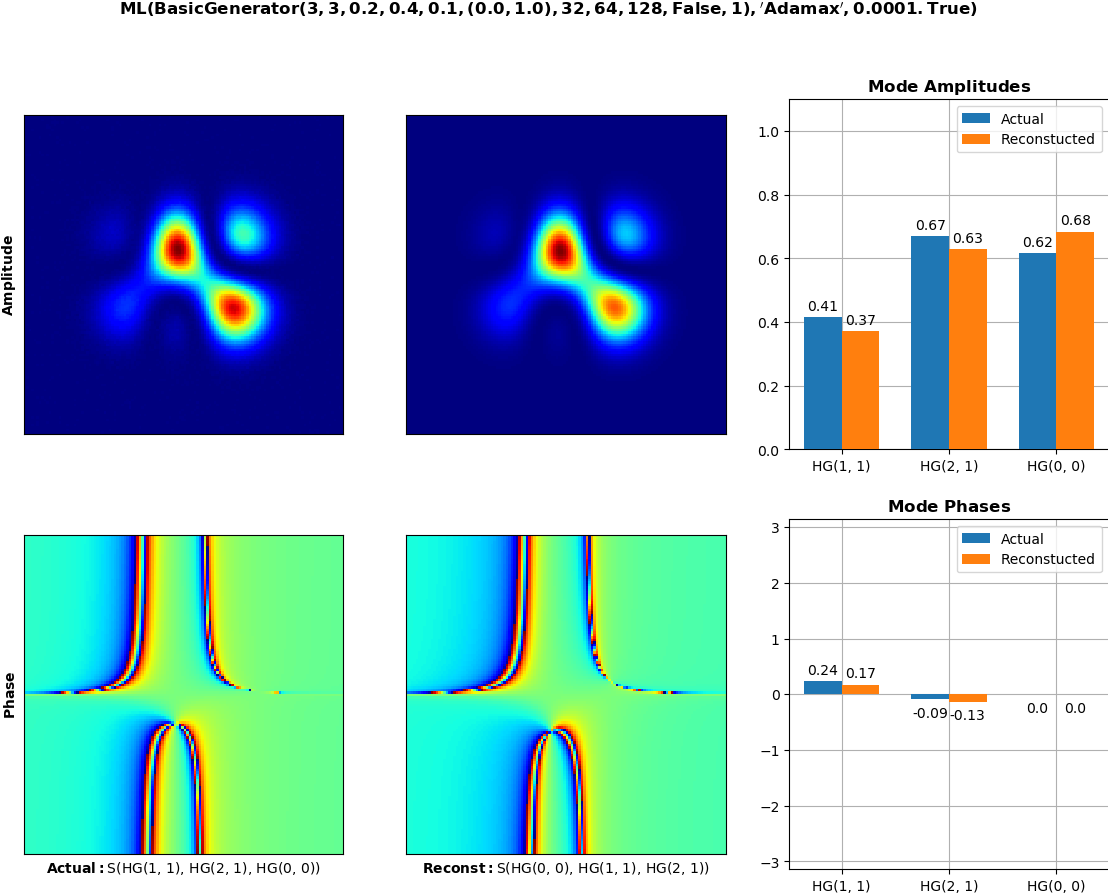 ML(BasicGenerator(3, 3, 0.2, 0.4, 0.1, (0.0, 1.0), 32, 64, 128, False, 1), ′Adamax′, 0.0001. True)
Amplitude
Mode Amplitudes
Actual
Reconstucted
1.0
0.8
0.6
0.4
0.2
0.0
0.41
0.37
0.67
0.63
0.62
0.68
HG(1, 1)
HG(2, 1)
HG(0, 0)
Phase
Actual: S(HG(1, 1), HG(2, 1), HG(0, 0))
Reconst: S(HG(0, 0), HG(1, 1), HG(2, 1))
Mode Phases
Actual
Reconstucted
3
2
1
0
−1
−2
−3
0.24
0.17
-0.09
-0.13
0.0
0.0
HG(1, 1)
HG(2, 1)
HG(0, 0)